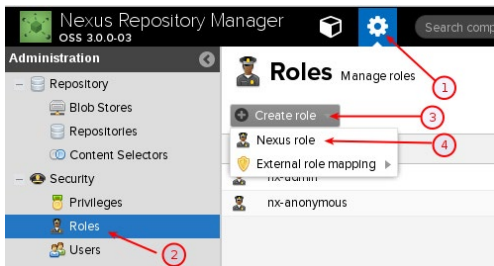 Nexus Repository Manager
OSS 3.0.0-03
Search comp
Administration
Roles Manage roles
1
Repository
Blob Stores
Create role
3
Repositories
Nexus role
4
Content Selectors
External role mapping
Security
nx-admin
Privileges
nx-anonymous
Roles
2
Users